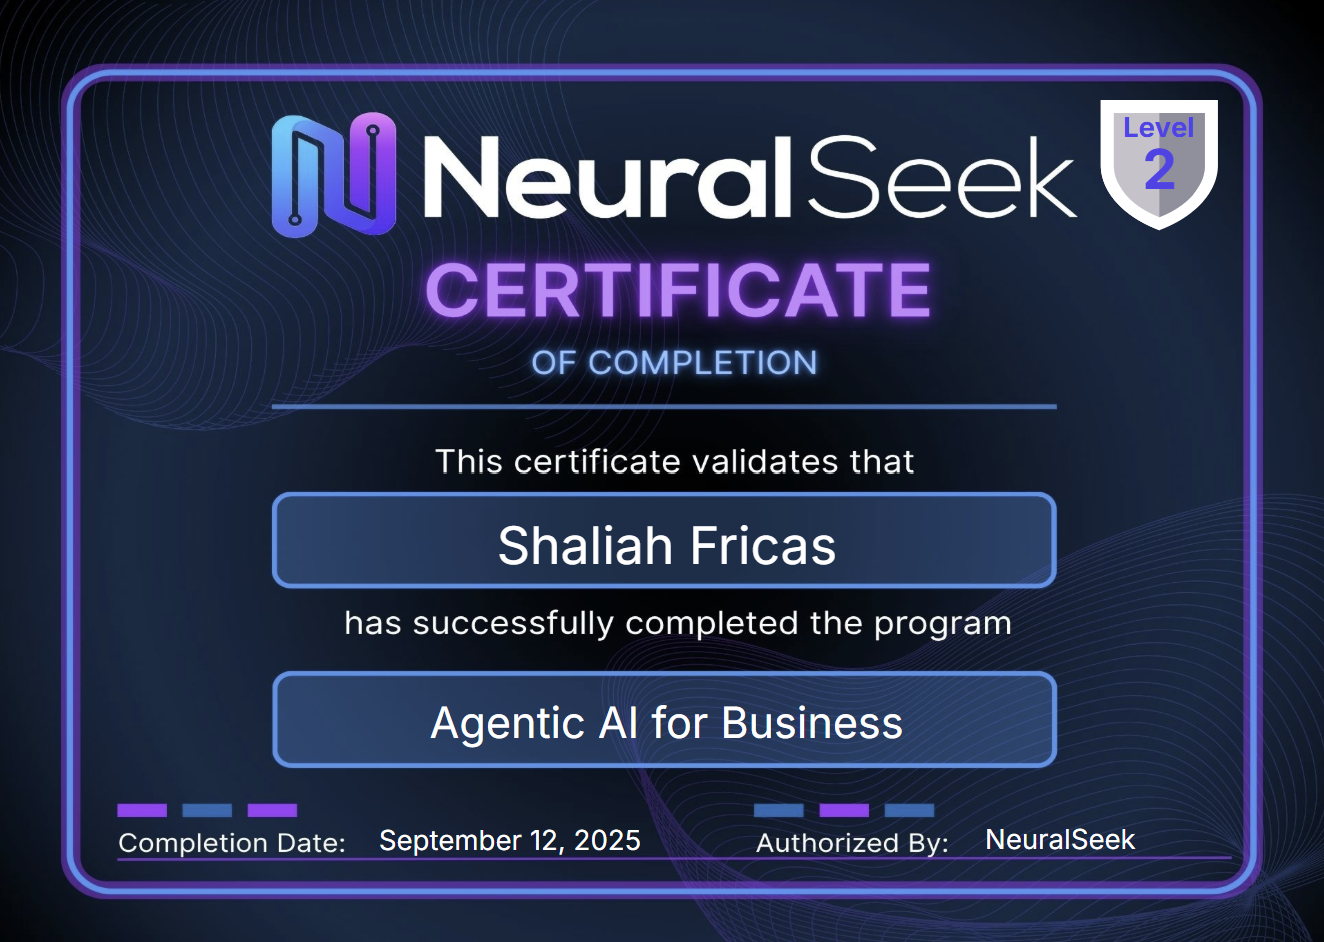 NeuralSeek
Level
2
CERTIFICATE
OF COMPLETION
This certificate validates that
Shaliah Fricas
has successfully completed the program
Agentic AI for Business
Completion Date: September 12, 2025
Authorized By: NeuralSeek